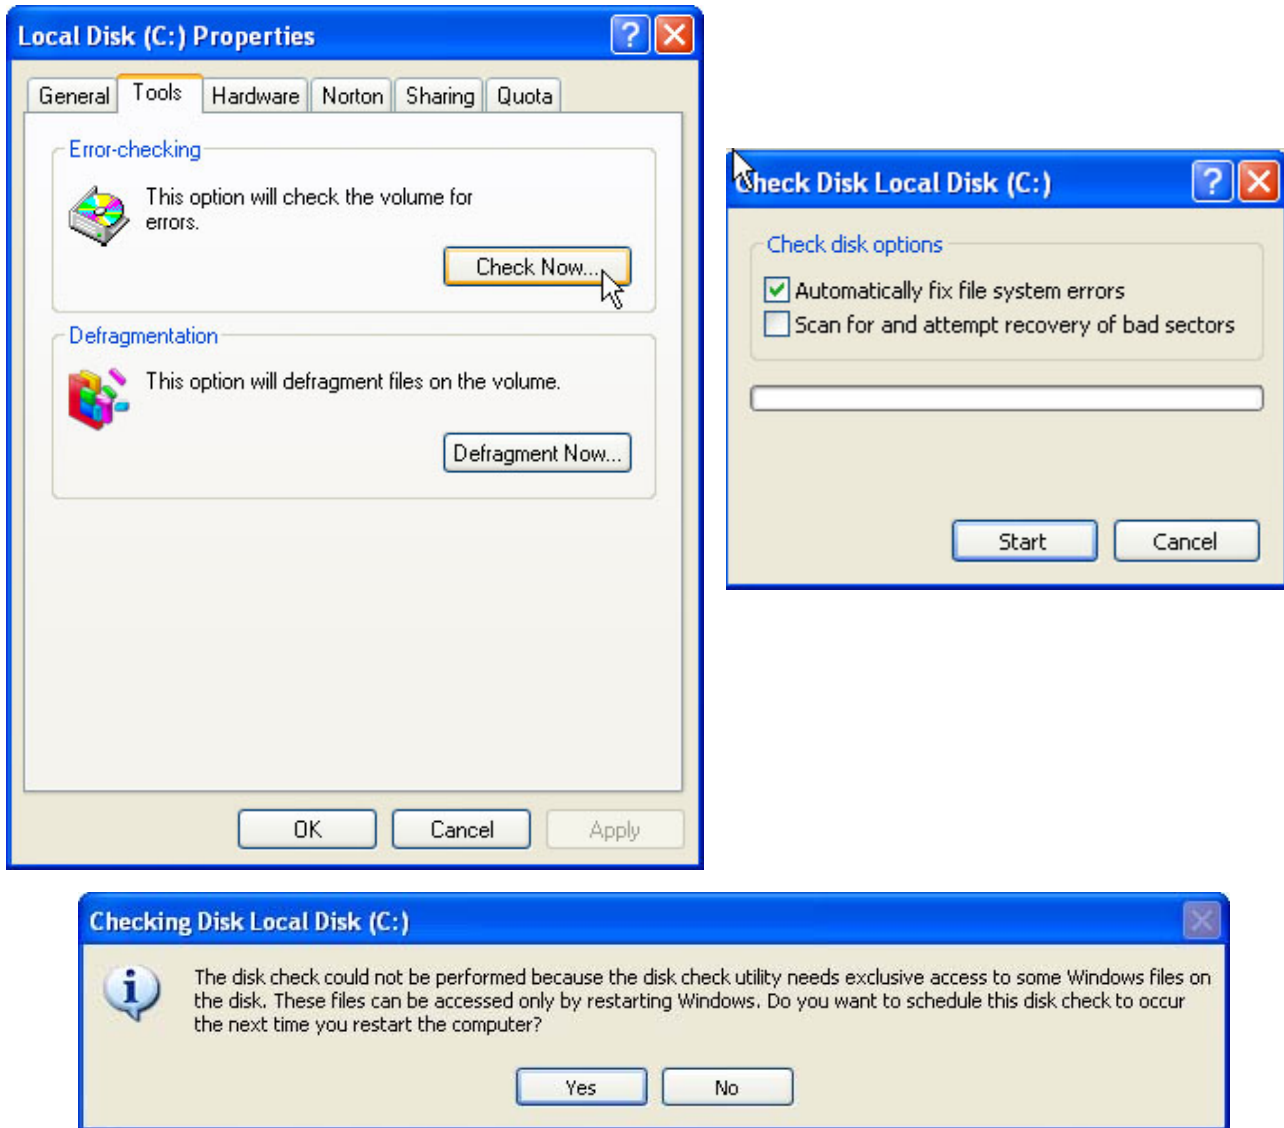 Local Disk (C:) Properties
General Tools Hardware Norton Sharing Quota
Error-checking
This option will check the volume for
errors.
Check Now...
Defragmentation
This option will defragment files on the volume.
Defragment Now...
OK Cancel Apply
Check Disk Local Disk (C:)
Check disk options
Automatically fix file system errors
Scan for and attempt recovery of bad sectors
Start Cancel
Checking Disk Local Disk (C:)
The disk check could not be performed because the disk check utility needs exclusive access to some Windows files on
the disk. These files can be accessed only by restarting Windows. Do you want to schedule this disk check to occur
the next time you restart the computer?
Yes No